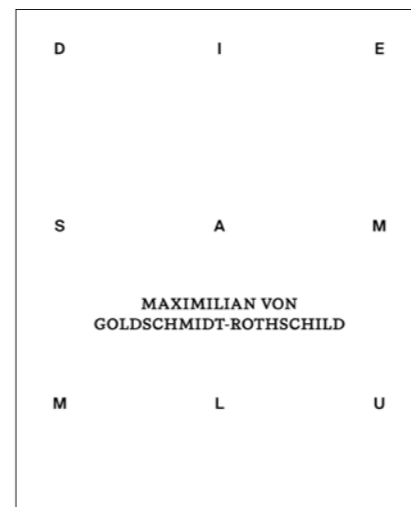 D I E
S A M
MAXIMILIAN VON
GOLDSCHMIDT-ROTHSCHILD
M L U